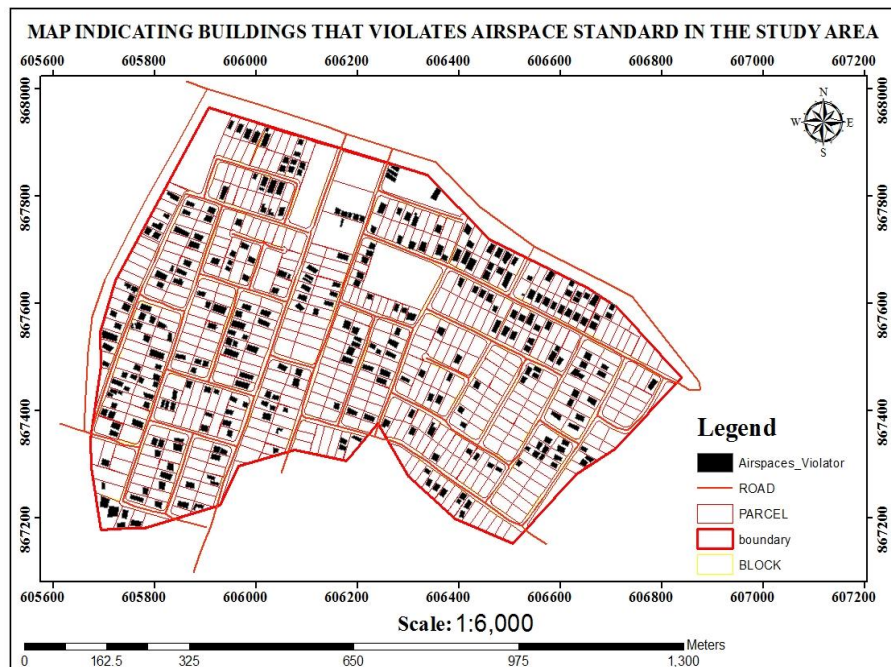 MAP INDICATING BUILDINGS THAT VIOLATES AIRSPACE STANDARD IN THE STUDY AREA
605600 605800 606000 606200 606400 606600 606800 607000 607200
868000 868000
N
W E
S
867800 867800
867600 867600
867400 867400
Legend
Airspaces_Violator
ROAD
867200 867200
PARCEL
boundary
BLOCK
605600 605800 606000 606200 606400 606600 606800 607000 607200
Scale: 1:6,000
Meters
0 162.5 325 650 975 1,300